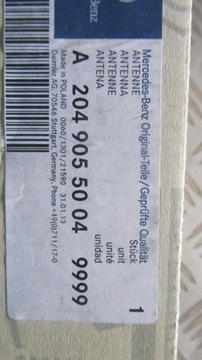 Benz
Mercedes-Benz Original-Teile/Geprüfte Qualität
ANTENNE Stück
ANTENNA unit
ANTENNE unité
ANTENA unidad
1
A 204 905 50 04 9999
Made in POLAND 0060/1301/21590 31.01.13
Daimler AG, 70546 Stuttgart, Germany, Phone +49(0)711/17-0